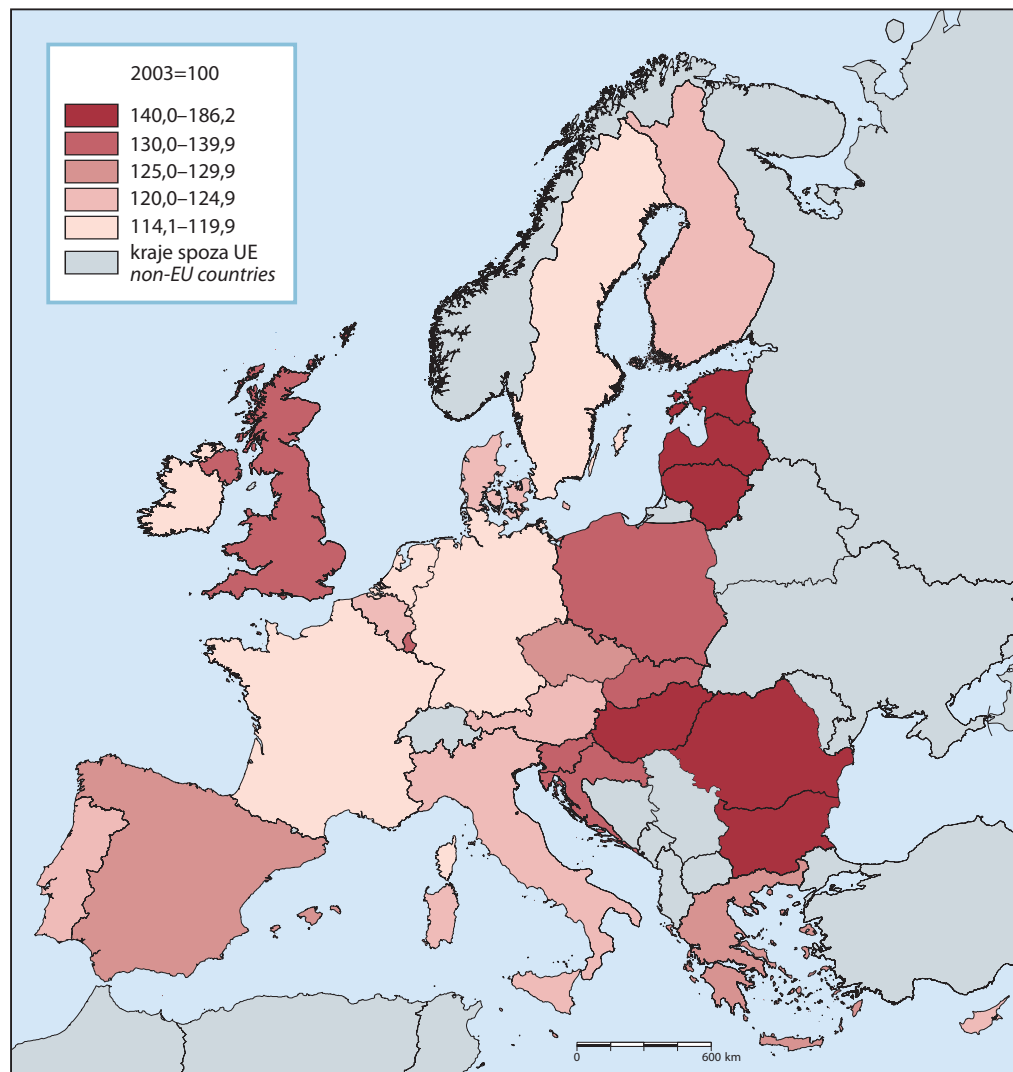 2003=100
140,0–186,2
130,0–139,9
125,0–129,9
120,0–124,9
114,1–119,9
kraje spoza UE
non-EU countries
0 600 km